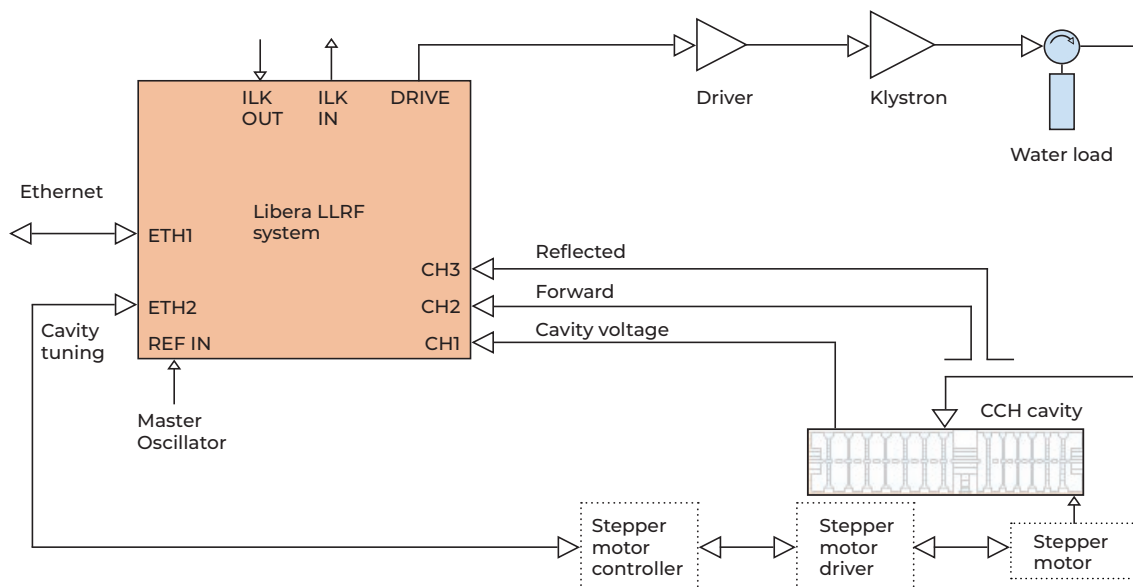 ILK
OUT
ILK
IN
DRIVE
Driver
Klystron
Water load
Ethernet
Libera LLRF
system
ETH1
Reflected
CH3
Forward
ETH2
CH2
Cavity
tuning
Cavity voltage
REF IN
CH1
Master
Oscillator
CCH cavity
Stepper
motor
controller
Stepper
motor
driver
Stepper
motor